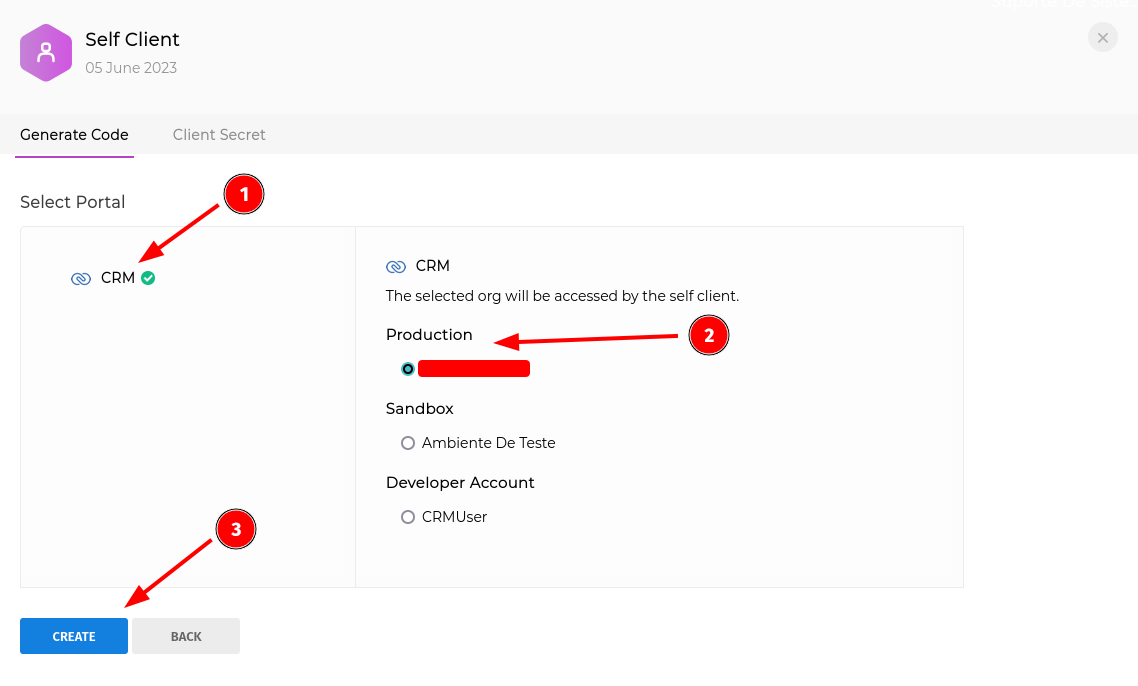 Self Client
05 June 2023
Generate Code
Client Secret
Select Portal
1
CRM
CRM
The selected org will be accessed by the self client.
Production
2
Sandbox
Ambiente De Teste
Developer Account
CRMUser
3
CREATE
BACK